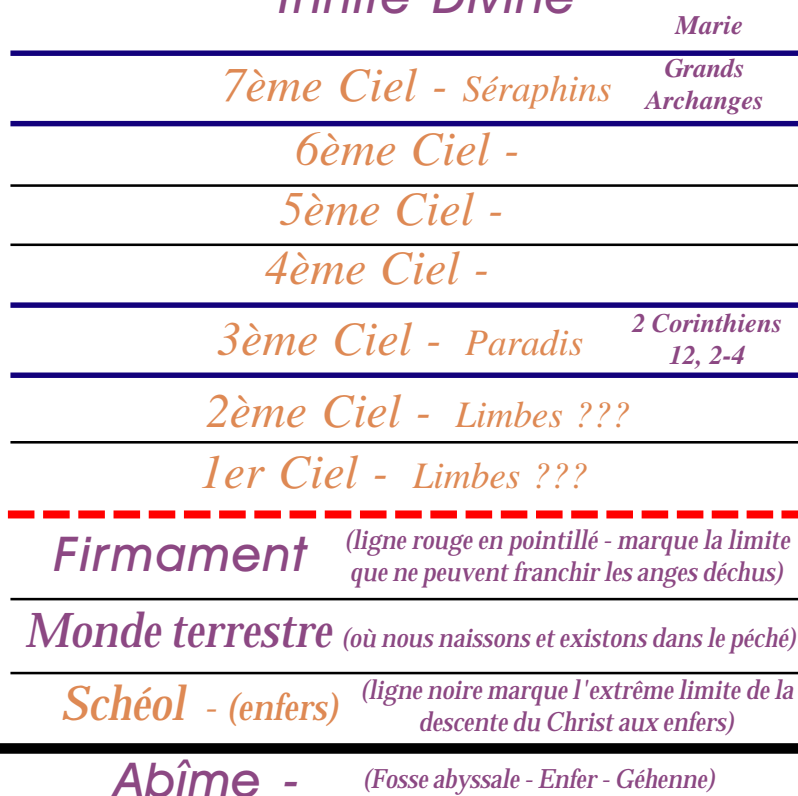 Trinité Divine
Marie
7ème Ciel - Séraphins
Grands
Archanges
6ème Ciel -
5ème Ciel -
4ème Ciel -
3ème Ciel - Paradis
2 Corinthiens
12, 2-4
2ème Ciel - Limbes ???
1er Ciel - Limbes ???
Firmament
(ligne rouge en pointillé - marque la limite
que ne peuvent franchir les anges déchus)
Monde terrestre (où nous naissons et existons dans le péché)
Schéol - (enfers)
(ligne noire marque l'extrême limite de la
descente du Christ aux enfers)
Abîme -
(Fosse abyssale - Enfer - Géhenne)